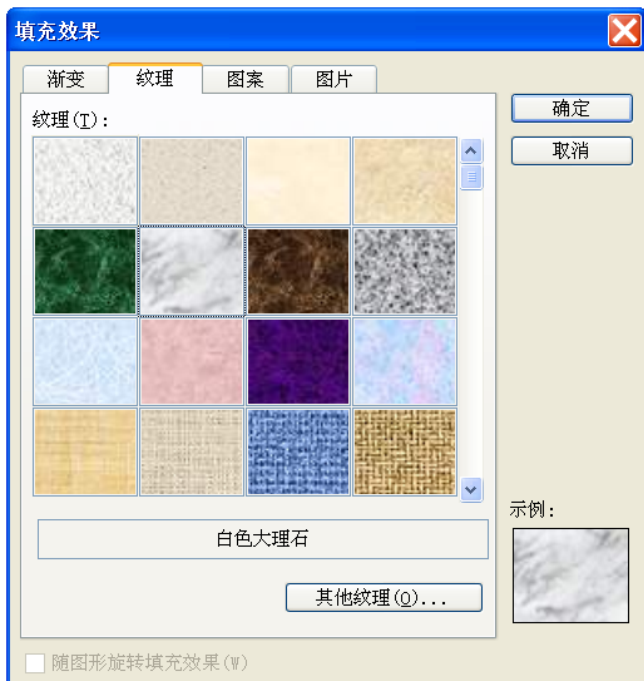 填充效果
渐变 纹理 图案 图片
纹理(T):
确定
取消
白色大理石
其他纹理(O)...
示例:
随图形旋转填充效果(W)